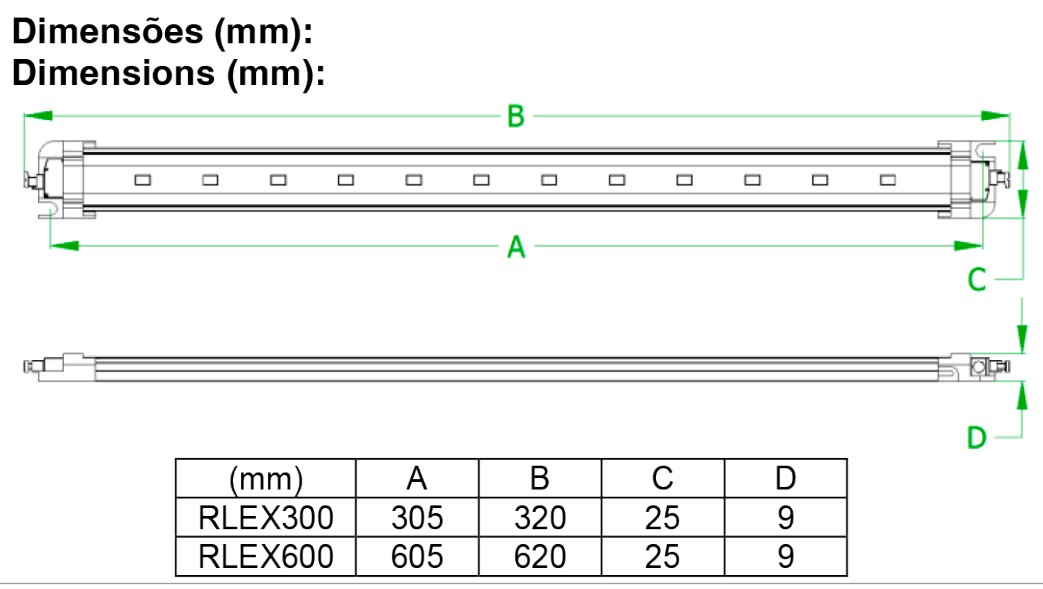 Dimensões (mm):
Dimensions (mm):
B
A
C
D
(mm) A B C D
RLEX300 305 320 25 9
RLEX600 605 620 25 9